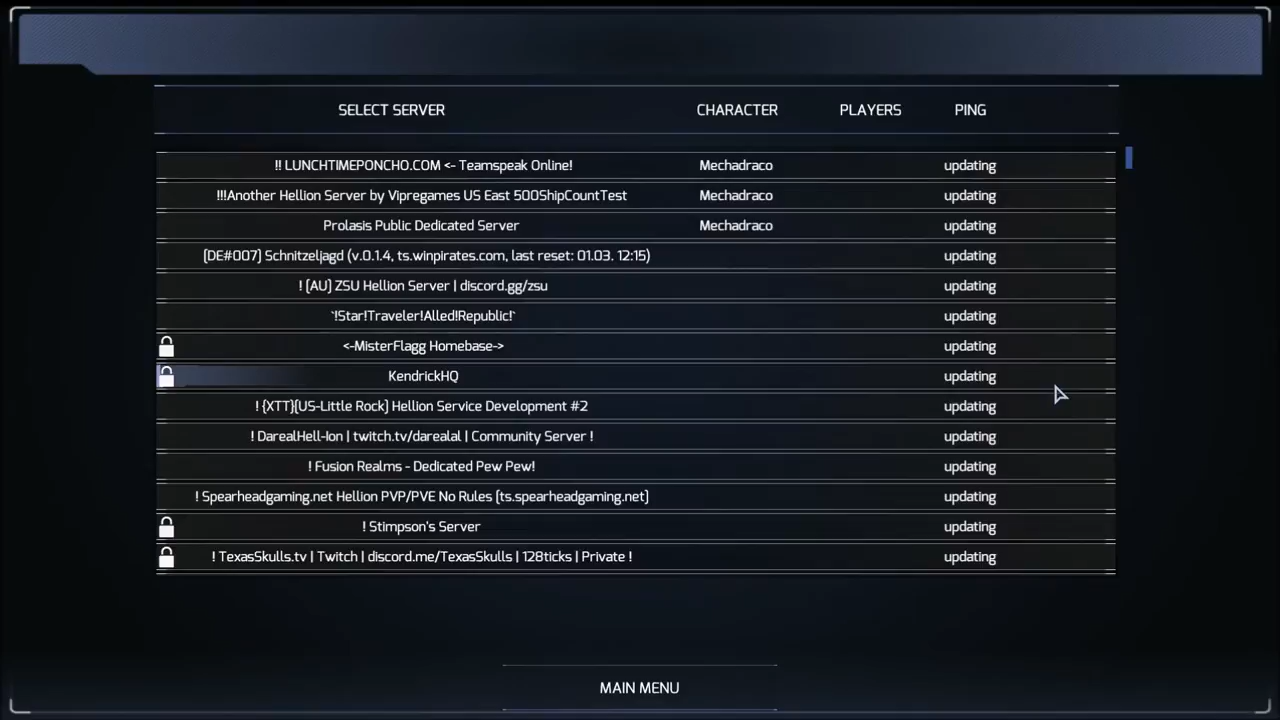 SELECT SERVER CHARACTER PLAYERS PING
!! LUNCHTIMEPONCHO.COM <- Teamspeak Online! Mechadraco updating
!!!Another Hellion Server by Vipregames US East 500ShipCountTest Mechadraco updating
Prolasis Public Dedicated Server Mechadraco updating
[DE#007] Schnitzeljagd (v.0.1.4, ts.winpirates.com, last reset: 01.03. 12:15) updating
! [AU] ZSU Hellion Server | discord.gg/zsu updating
`!Star!Traveler!Alled!Republic!` updating
<-MisterFlagg Homebase-> updating
KendrickHQ updating
! {XTT}[US-Little Rock] Hellion Service Development #2 updating
! DarealHell-Ion | twitch.tv/darealal | Community Server ! updating
! Fusion Realms - Dedicated Pew Pew! updating
! Spearheadgaming.net Hellion PVP/PVE No Rules [ts.spearheadgaming.net] updating
! Stimpson's Server updating
! TexasSkulls.tv | Twitch | discord.me/TexasSkulls | 128ticks | Private ! updating
MAIN MENU